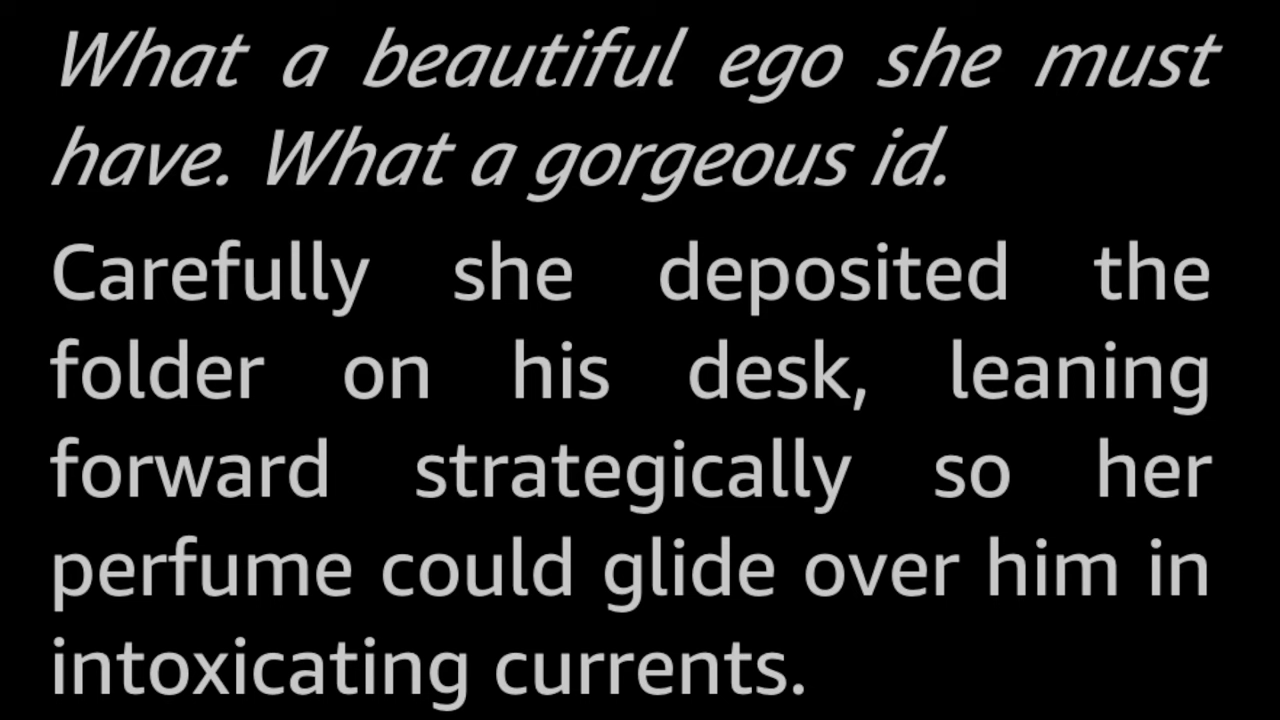 What a beautiful ego she must
have. What a gorgeous id.
Carefully she deposited the
folder on his desk, leaning
forward strategically so her
perfume could glide over him in
intoxicating currents.